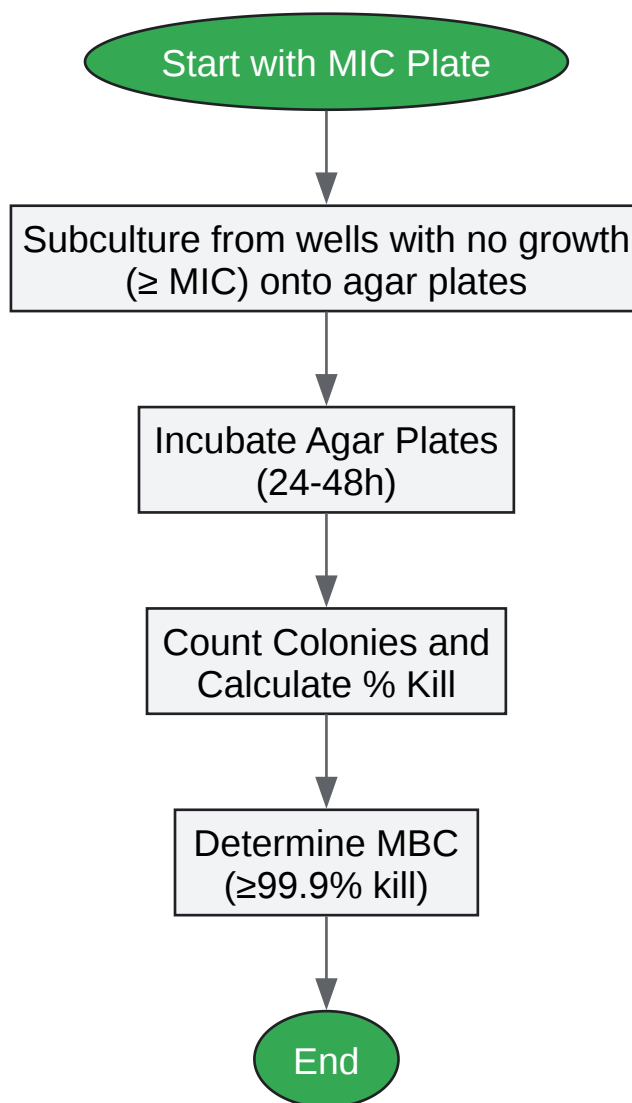 Start with MIC Plate
Subculture from wells with no growth
(≥ MIC) onto agar plates
Incubate Agar Plates
(24-48h)
Count Colonies and
Calculate % Kill
Determine MBC
(≥99.9% kill)
End